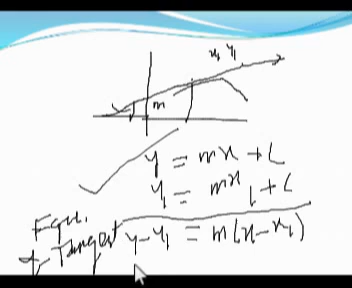 x, y₁
m
y = mx + c
y₁ = mx₁ + c
Equ. of Tangent y - y₁ = m(x - x₁)